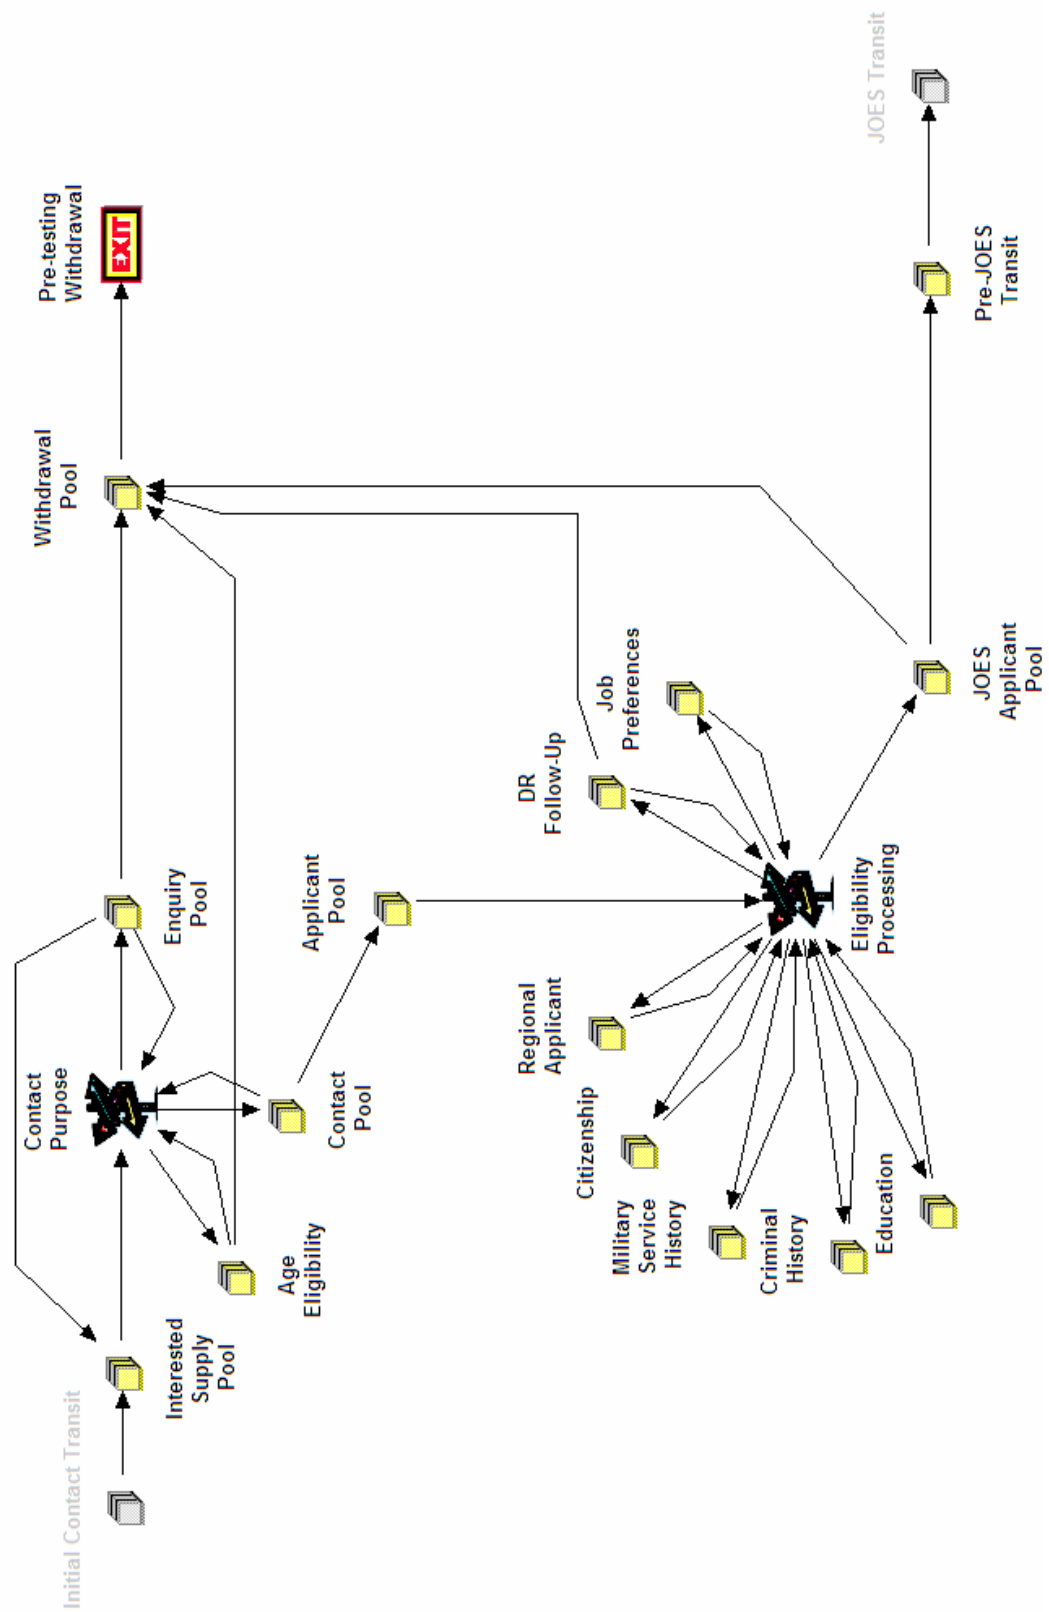 Initial Contact Transit
Interested
Supply
Pool
Contact
Purpose
Age
Eligibility
Contact
Pool
Enquiry
Pool
Applicant
Pool
Withdrawal
Pool
Pre-testing
Withdrawal
EXIT
DR
Follow-Up
Job
Preferences
Regional
Applicant
Citizenship
Military
Service
History
Criminal
History
Education
Eligibility
Processing
JOES
Applicant
Pool
Pre-JOES
Transit
JOES Transit